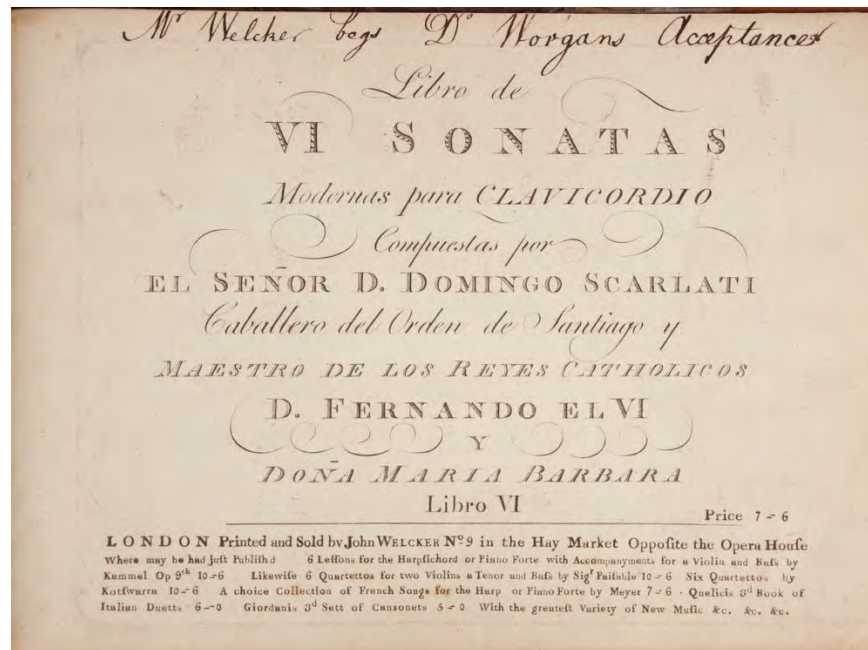 Mr Welcker begs Dr Worgans Acceptance
Libro de
VI SONATAS
Modernas para CLAVICORDIO
Compuestas por
EL SEÑOR D. DOMINGO SCARLATI
Caballero del Orden de Santiago y
MAESTRO DE LOS REYES CATHOLICOS
D. FERNANDO EL VI
Y
DOÑA MARIA BARBARA
Libro VI
Price 7=6
LONDON Printed and Sold by John WELCKER Nº 9 in the Hay Market Oppoſite the Opera Houſe
Where may be had juſt Publiſhd 6 Leſſons for the Harpſichord or Piano Forte with Accompanyments for a Violin and Baſs by
Kammel Op 9th 10=6 Likewiſe 6 Quartettos for two Violins a Tenor and Baſs by Sigr Paiſable 10=6 Six Quartettos by
Kotſwarra 10=6 A choice Collection of French Songs for the Harp or Piano Forte by Meyer 7=6 · Quelicis 3d Book of
Italian Duetts 6=0 Giordanis 3d Sett of Canzonets 5=0 With the greateſt Variety of New Muſic &c. &c. &c.